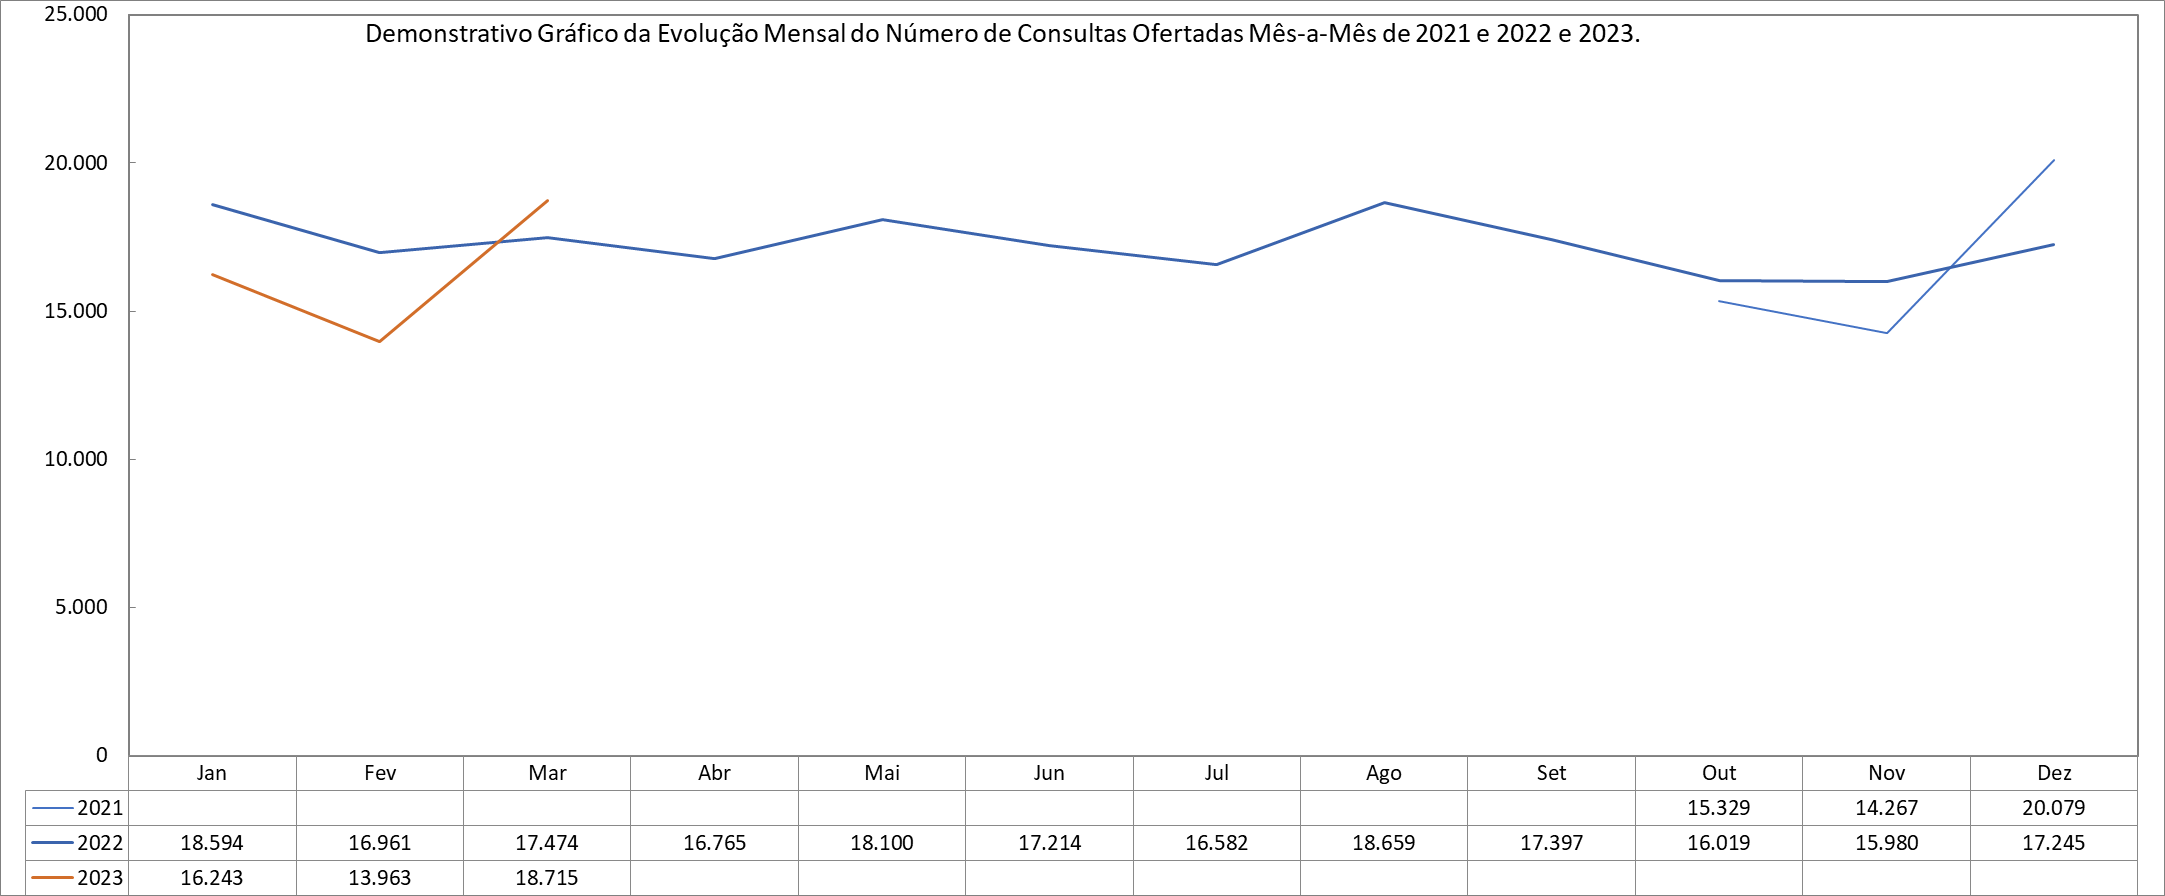 Demonstrativo Gráfico da Evolução Mensal do Número de Consultas Ofertadas Mês-a-Mês de 2021 e 2022 e 2023.
25.000
20.000
15.000
10.000
5.000
0
Jan Fev Mar Abr Mai Jun Jul Ago Set Out Nov Dez
2021 15.329 14.267 20.079
2022 18.594 16.961 17.474 16.765 18.100 17.214 16.582 18.659 17.397 16.019 15.980 17.245
2023 16.243 13.963 18.715